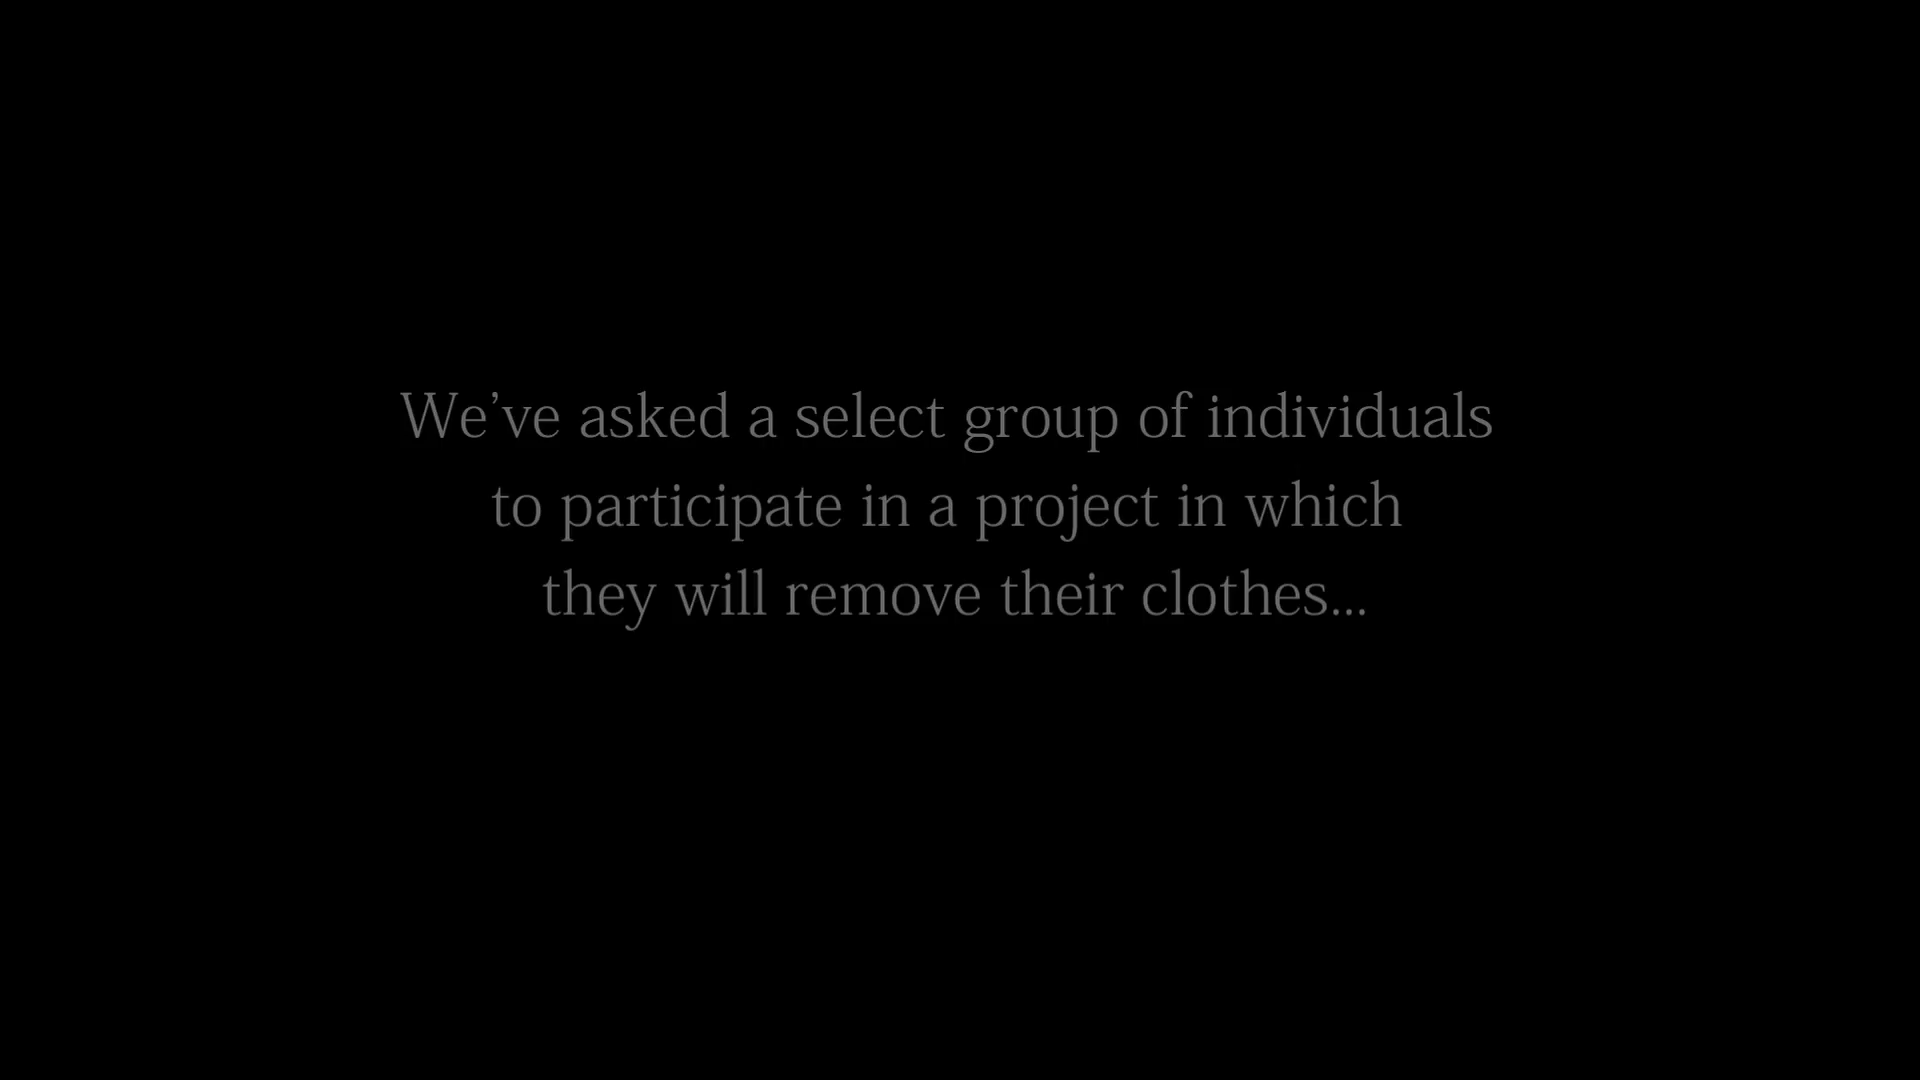 We’ve asked a select group of individuals
to participate in a project in which
they will remove their clothes...